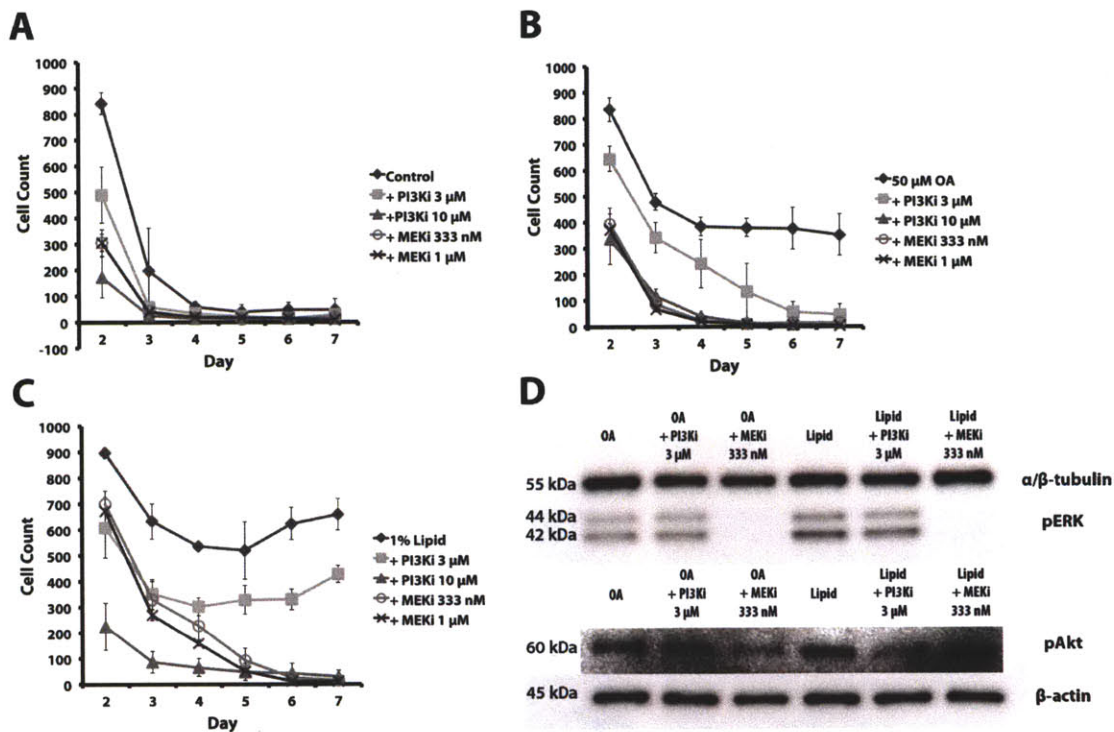 A
1000
900
800
700
600
500
400
300
200
100
0
-100
Cell Count
2 3 4 5 6 7
Day
Control
+ PI3Ki 3 µM
+PI3Ki 10 µM
+ MEKi 333 nM
+ MEKi 1 µM
B
1000
900
800
700
600
500
400
300
200
100
0
Cell Count
2 3 4 5 6 7
Day
50 µM OA
+ PI3Ki 3 µM
+ PI3Ki 10 µM
+ MEKi 333 nM
+ MEKi 1 µM
C
1000
900
800
700
600
500
400
300
200
100
0
Cell Count
2 3 4 5 6 7
Day
1% Lipid
+ PI3Ki 3 µM
+ PI3Ki 10 µM
+ MEKi 333 nM
+ MEKi 1 µM
D
OA
OA
+ PI3Ki
3 µM
OA
+ MEKi
333 nM
Lipid
Lipid
+ PI3Ki
3 µM
Lipid
+ MEKi
333 nM
55 kDa
α/β-tubulin
44 kDa
42 kDa
pERK
OA
OA
+ PI3Ki
3 µM
OA
+ MEKi
333 nM
Lipid
Lipid
+ PI3Ki
3 µM
Lipid
+ MEKi
333 nM
60 kDa
pAkt
45 kDa
β-actin